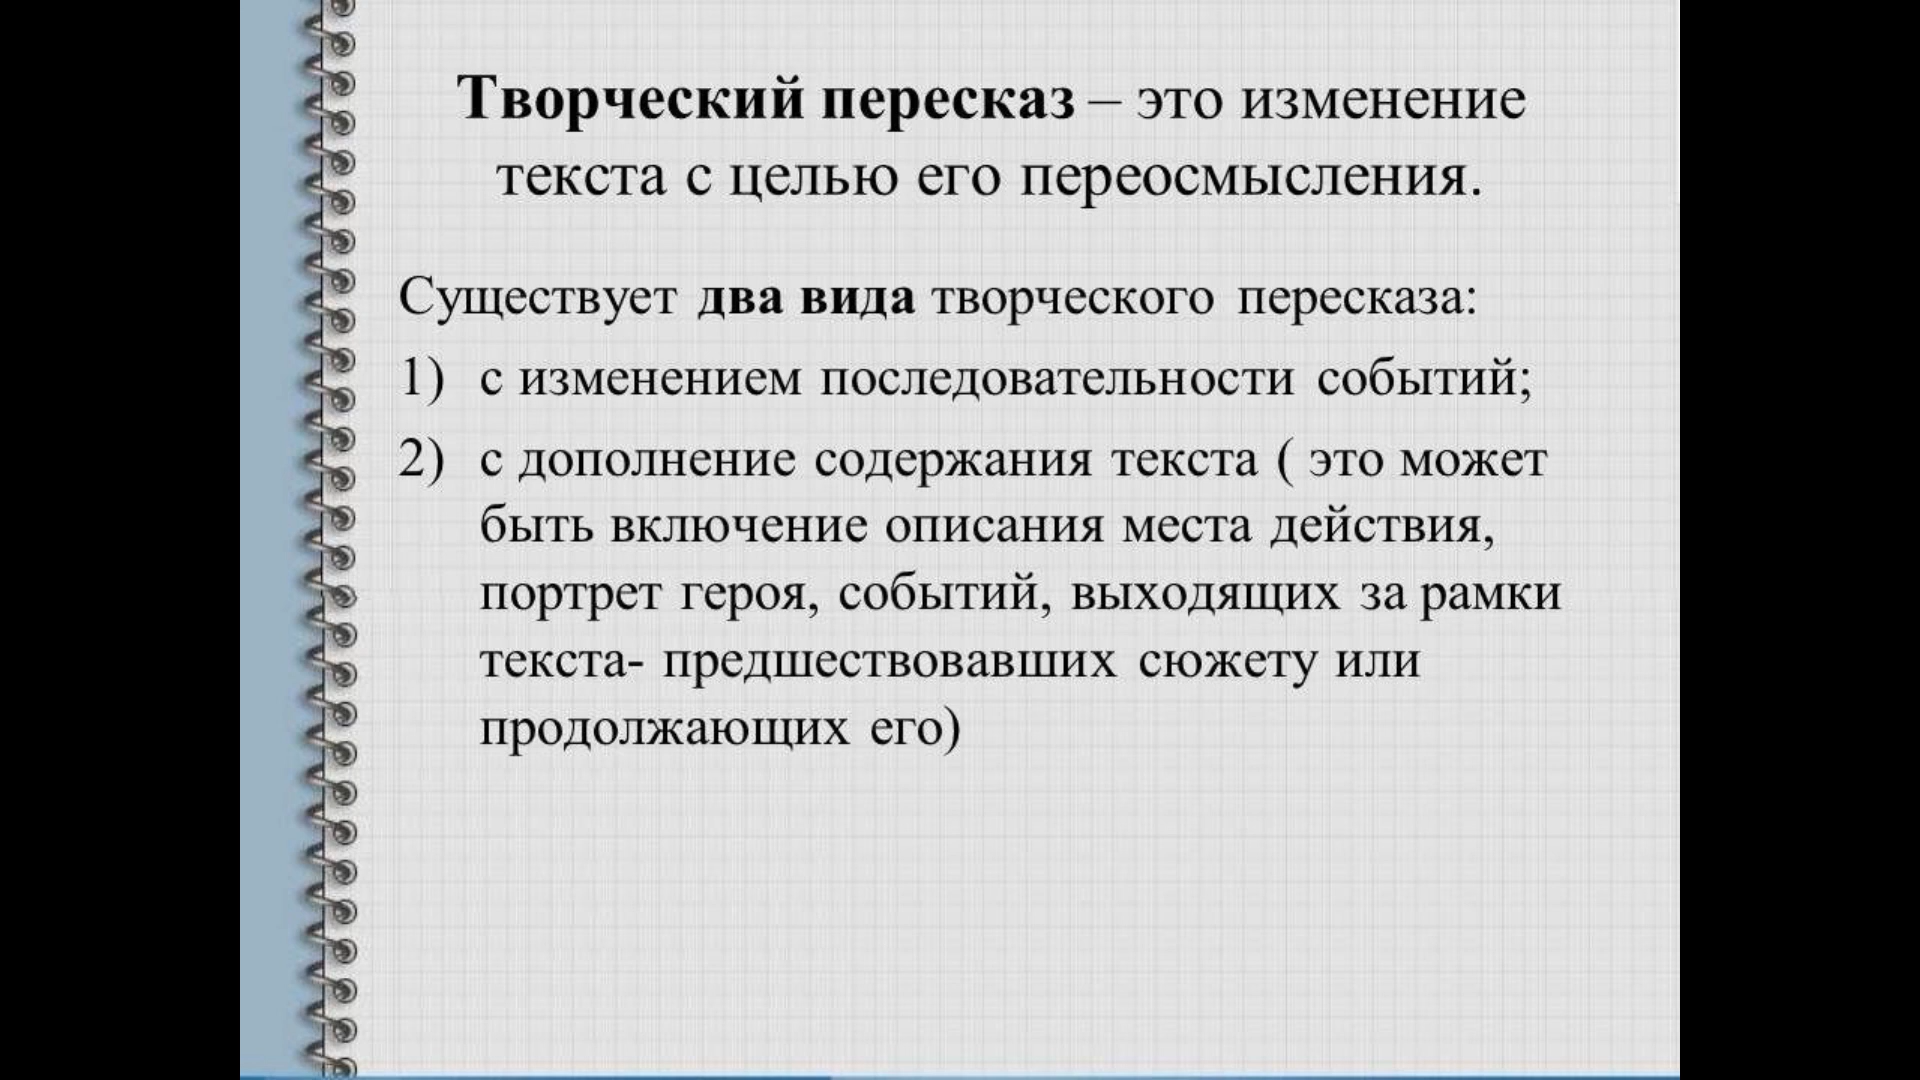 Творческий пересказ – это изменение
текста с целью его переосмысления.
Существует два вида творческого пересказа:
1) с изменением последовательности событий;
2) с дополнение содержания текста ( это может
быть включение описания места действия,
портрет героя, событий, выходящих за рамки
текста- предшествовавших сюжету или
продолжающих его)